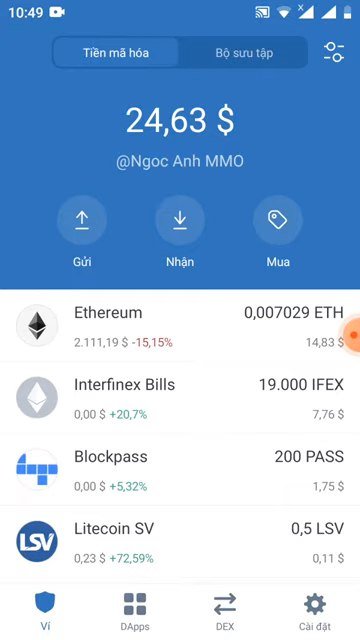 10:49
Tiền mã hóa
Bộ sưu tập
24,63 $
@Ngoc Anh MMO
Gửi
Nhận
Mua
Ethereum 0,007029 ETH
2.111,19 $ -15,15% 14,83 $
Interfinex Bills 19.000 IFEX
0,00 $ +20,7% 7,76 $
Blockpass 200 PASS
0,00 $ +5,32% 1,75 $
LSV
Litecoin SV 0,5 LSV
0,23 $ +72,59% 0,11 $
Ví
DApps
DEX
Cài đặt